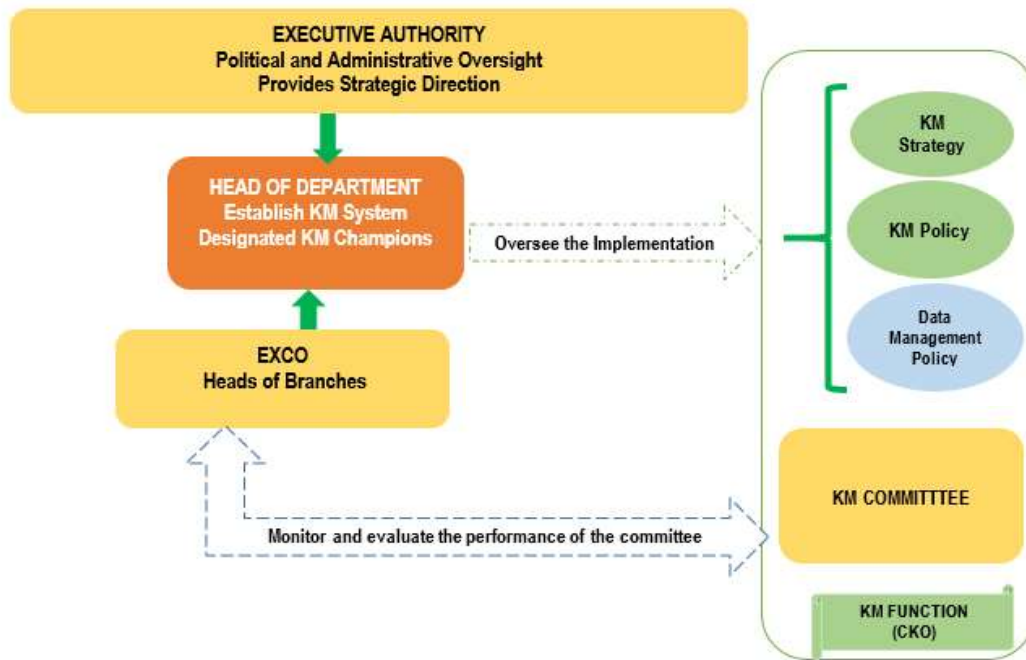 EXECUTIVE AUTHORITY
Political and Administrative Oversight
Provides Strategic Direction
HEAD OF DEPARTMENT
Establish KM System
Designated KM Champions
Oversee the Implementation
KM
Strategy
KM Policy
Data
Management
Policy
EXCO
Heads of Branches
KM COMMITTTEE
Monitor and evaluate the performance of the committee
KM FUNCTION
(CKO)